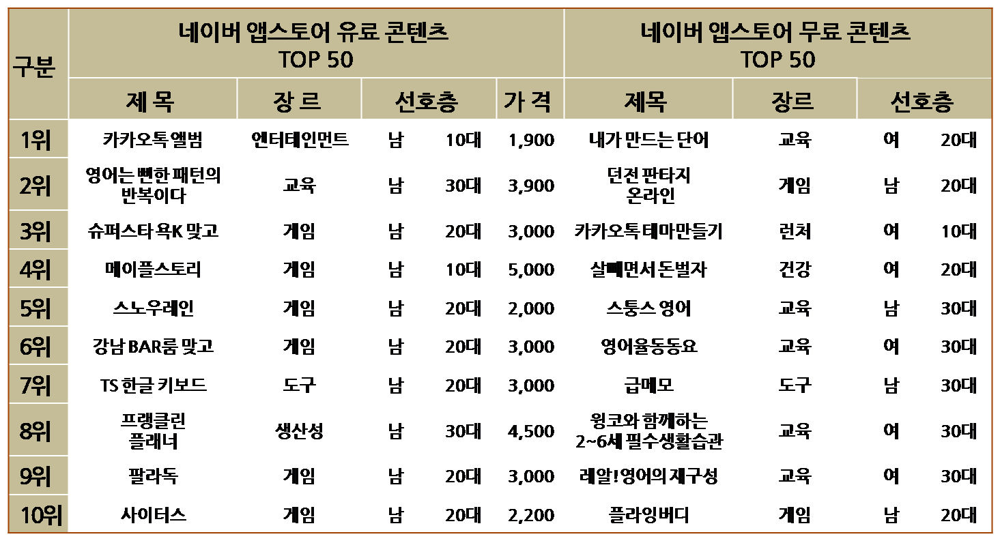 구분
네이버 앱스토어 유료 콘텐츠
TOP 50
네이버 앱스토어 무료 콘텐츠
TOP 50
제 목 장 르 선호층 가 격 제목 장르 선호층
1위 카카오톡 앨범 엔터테인먼트 남 10대 1,900 내가 만드는 단어 교육 여 20대
2위 영어는 뻔한 패턴의
반복이다 교육 남 30대 3,900 던전 판타지
온라인 게임 남 20대
3위 슈퍼스타 욕K 맞고 게임 남 20대 3,000 카카오톡 테마만들기 런처 여 10대
4위 메이플스토리 게임 남 10대 5,000 살빼면서 돈벌자 건강 여 20대
5위 스노우레인 게임 남 20대 2,000 스퉁스 영어 교육 남 30대
6위 강남 BAR룸 맞고 게임 남 20대 3,000 영어율동동요 교육 여 30대
7위 TS 한글 키보드 도구 남 20대 3,000 급메모 도구 남 30대
8위 프랭클린
플래너 생산성 남 30대 4,500 윙코와 함께하는
2~6세 필수생활습관 교육 여 30대
9위 팔라독 게임 남 20대 3,000 레알!영어의 재구성 교육 여 30대
10위 사이터스 게임 남 20대 2,200 플라잉버디 게임 남 20대